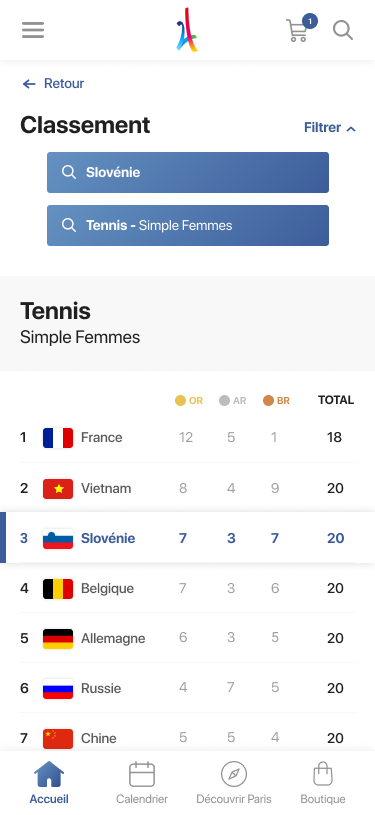 1
Retour
Classement
Filtrer
Slovénie
Tennis - Simple Femmes
Tennis
Simple Femmes
OR AR BR TOTAL
1 France 12 5 1 18
2 Vietnam 8 4 9 20
3 Slovénie 7 3 7 20
4 Belgique 7 3 6 20
5 Allemagne 6 3 5 20
6 Russie 4 7 5 20
7 Chine 5 5 4 20
Accueil Calendrier Découvrir Paris Boutique